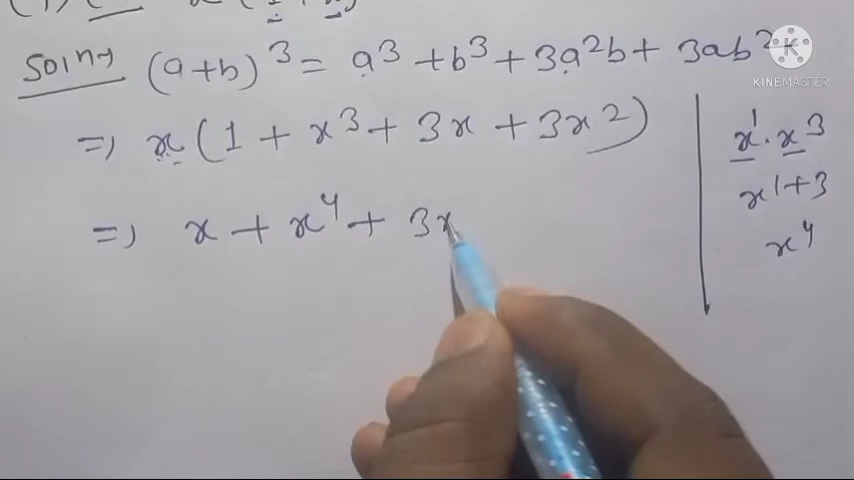 Soln→ (a+b)³ = a³ + b³ + 3a²b + 3ab²
=) x(1 + x³ + 3x + 3x²)
=) x + x⁴ + 3x
x¹·x³
x1+3
x⁴
K
KINEMASTER